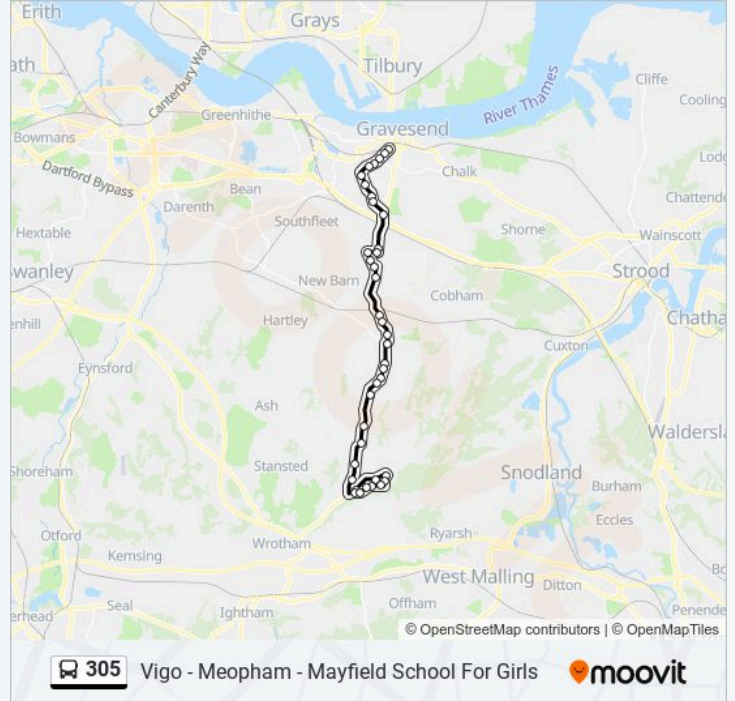 Erith
Grays
ath
Canterbury Way
Tilbury
Cliffe
River Thames
Cooling
Greenhithe
Bowmans
Gravesend
Lodg
Dartford Bypass
Bean
Chalk
Chattende
Darenth
Southfleet
Shorne
Wainscott
Hextable
Strood
wanley
New Barn
Cobham
Chatha
enhill
Hartley
Cuxton
Eynsford
Ash
Waldersla
Shoreham
Stansted
Snodland
Burham
Eccles
Otford
Wrotham
Ryarsh
Kemsing
West Malling
Ditton
Bo
Seal
Offham
Penende
erhead
Ightham
© OpenStreetMap contributors | © OpenMapTiles
305 Vigo - Meopham - Mayfield School For Girls
moovit